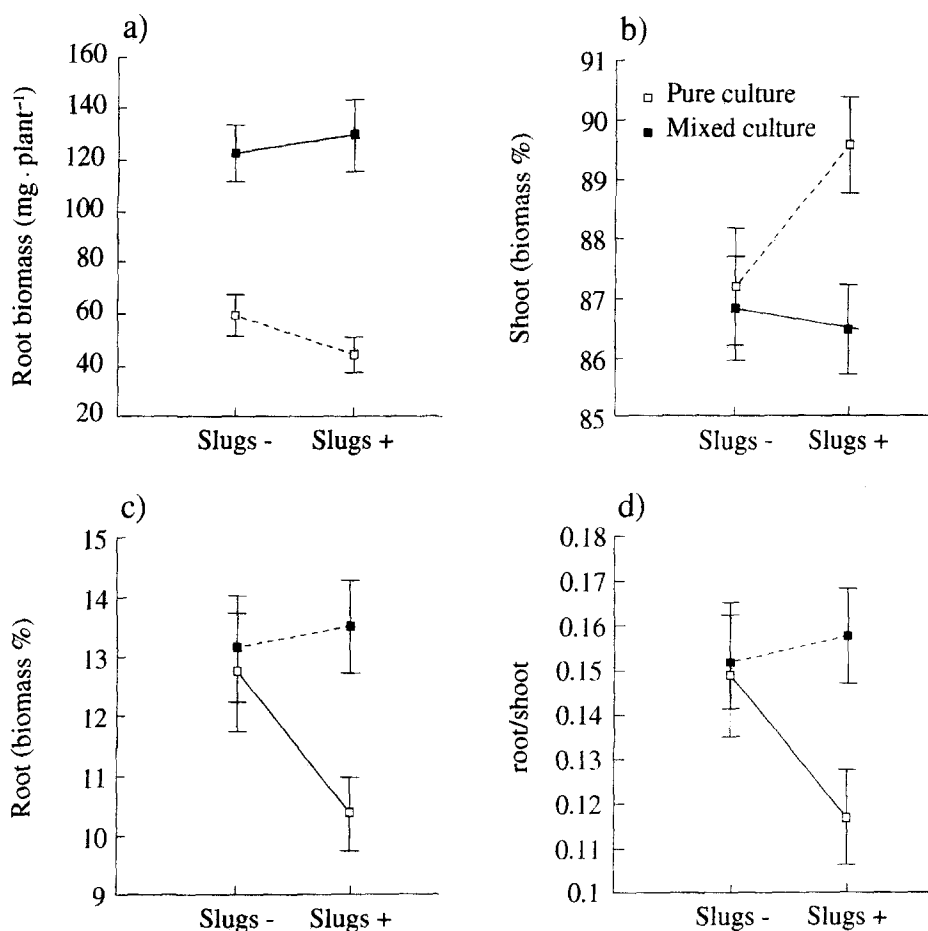 a)
Root biomass (mg · plant⁻¹)
160
140
120
100
80
60
40
20
Slugs -
Slugs +
b)
Shoot (biomass %)
91
90
89
88
87
86
85
Pure culture
Mixed culture
Slugs -
Slugs +
c)
Root (biomass %)
15
14
13
12
11
10
9
Slugs -
Slugs +
d)
root/shoot
0.18
0.17
0.16
0.15
0.14
0.13
0.12
0.11
0.1
Slugs -
Slugs +